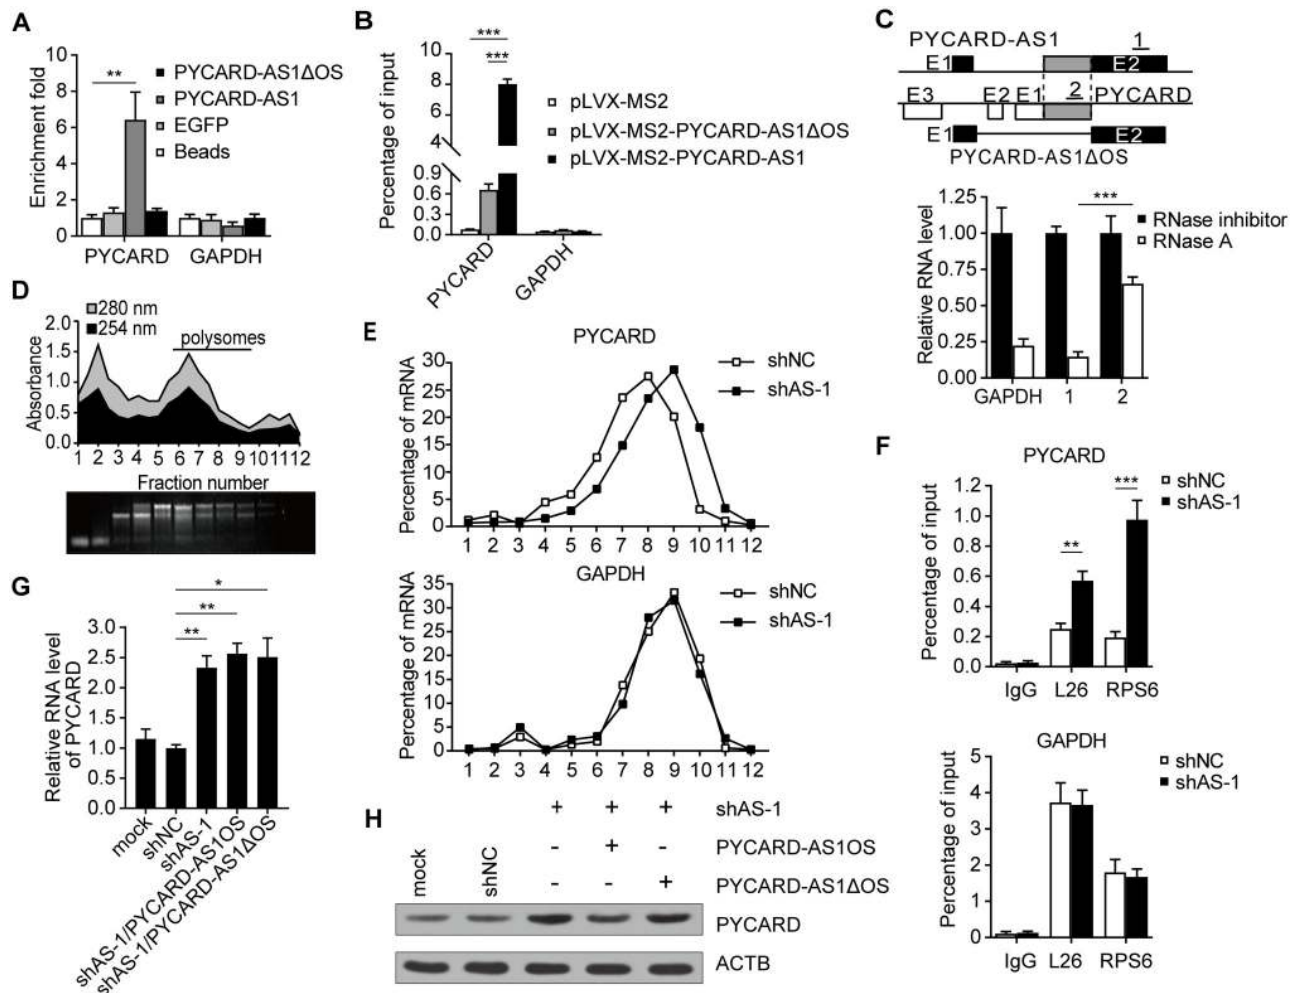 A
Enrichment fold
10
8
6
4
2
0
**
PYCARD-AS1ΔOS
PYCARD-AS1
EGFP
Beads
PYCARD GAPDH
B
Percentage of input
10
8
6
4
0.9
0.6
0.3
0.0
***
***
pLVX-MS2
pLVX-MS2-PYCARD-AS1ΔOS
pLVX-MS2-PYCARD-AS1
PYCARD
GAPDH
C
PYCARD-AS1 1
E1 E2
E3 E2 E1 2 PYCARD
E1 E2
PYCARD-AS1ΔOS
Relative RNA level
1.25
1.00
0.75
0.50
0.25
0.00
***
RNase inhibitor
RNase A
GAPDH 1 2
D
280 nm
254 nm
polysomes
Absorbance
2.0
1.5
1.0
0.5
0.0
1 2 3 4 5 6 7 8 9 10 11 12
Fraction number
E
PYCARD
Percentage of mRNA
30
25
20
15
10
5
0
shNC
shAS-1
1 2 3 4 5 6 7 8 9 10 11 12
GAPDH
Percentage of mRNA
35
30
25
20
15
10
5
0
shNC
shAS-1
1 2 3 4 5 6 7 8 9 10 11 12
F
PYCARD
Percentage of input
1.2
1.0
0.8
0.6
0.4
0.2
0.0
**
***
shNC
shAS-1
IgG L26 RPS6
GAPDH
Percentage of input
5
4
3
2
1
0
shNC
shAS-1
IgG L26 RPS6
G
Relative RNA level
of PYCARD
3.0
2.5
2.0
1.5
1.0
0.5
0.0
*
**
**
mock
shNC
shAS-1
shAS-1/PYCARD-AS1OS
shAS-1/PYCARD-AS1ΔOS
H
mock
shNC
+ + + shAS-1
- + - PYCARD-AS1OS
- - + PYCARD-AS1ΔOS
PYCARD
ACTB